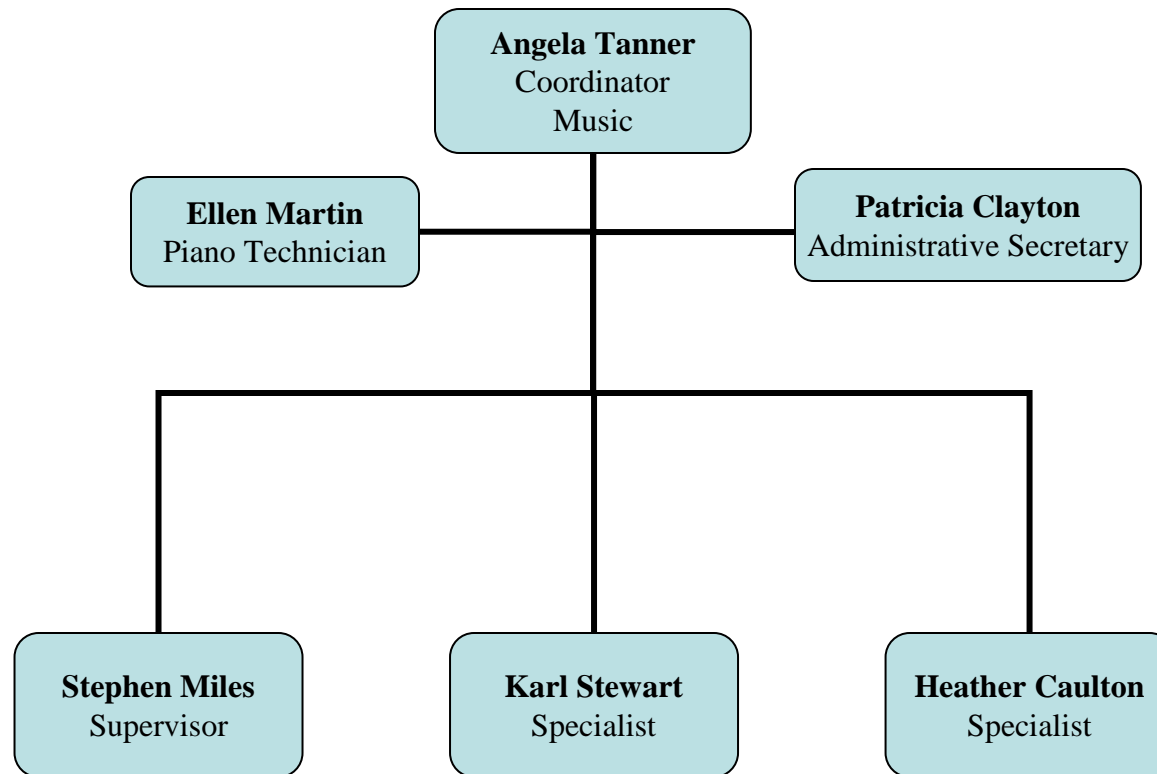 Angela Tanner
Coordinator
Music
Ellen Martin
Piano Technician
Patricia Clayton
Administrative Secretary
Stephen Miles
Supervisor
Karl Stewart
Specialist
Heather Caulton
Specialist